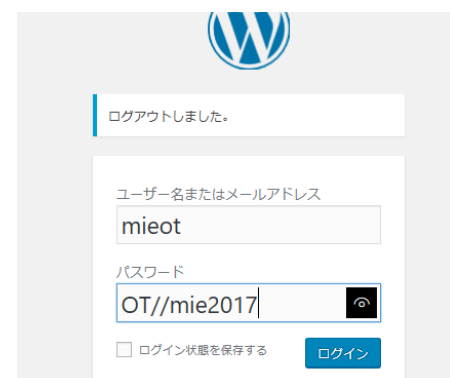 ログアウトしました。
ユーザー名またはメールアドレス
mieot
パスワード
OT//mie2017
ログイン状態を保存する
ログイン